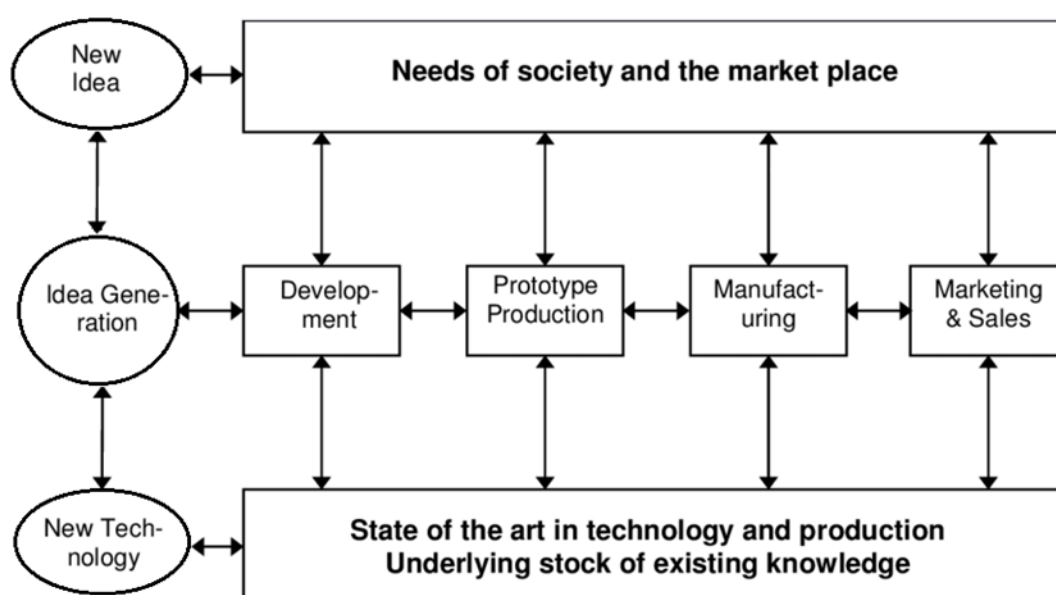 New
Idea
Needs of society and the market place
Idea Gene-
ration
Develop-
ment
Prototype
Production
Manufact-
uring
Marketing
& Sales
New Tech-
nology
State of the art in technology and production
Underlying stock of existing knowledge